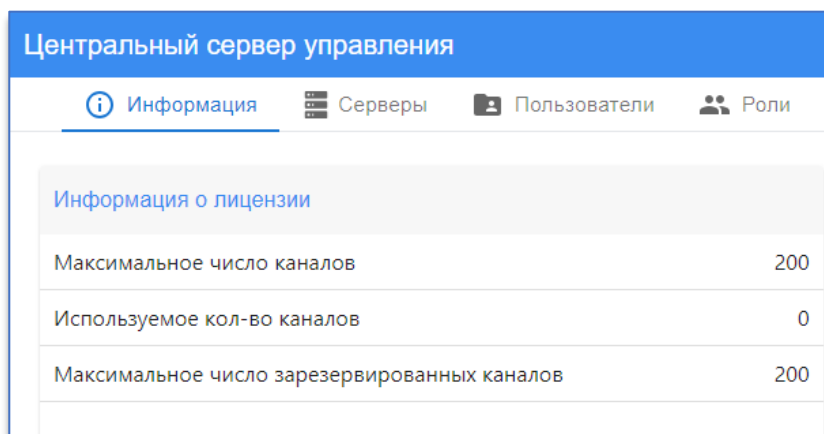 Центральный сервер управления
Информация Серверы Пользователи Роли
Информация о лицензии
Максимальное число каналов 200
Используемое кол-во каналов 0
Максимальное число зарезервированных каналов 200